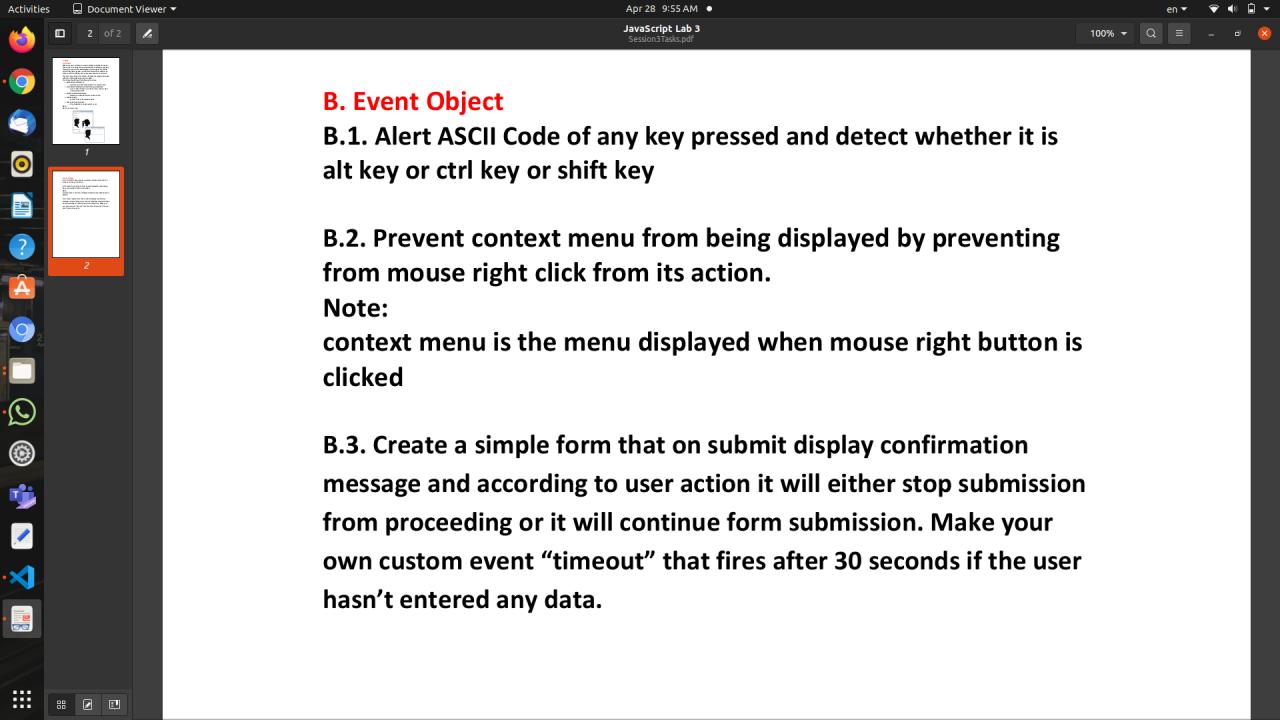 Activities
Document Viewer
Apr 28 9:55 AM
en
2 of 2
JavaScript Lab 3
Session3Tasks.pdf
B. Event Object
B.1. Alert ASCII Code of any key pressed and detect whether it is
alt key or ctrl key or shift key
B.2. Prevent context menu from being displayed by preventing
from mouse right click from its action.
Note:
context menu is the menu displayed when mouse right button is
clicked
B.3. Create a simple form that on submit display confirmation
message and according to user action it will either stop submission
from proceeding or it will continue form submission. Make your
own custom event “timeout” that fires after 30 seconds if the user
hasn’t entered any data.
1
2